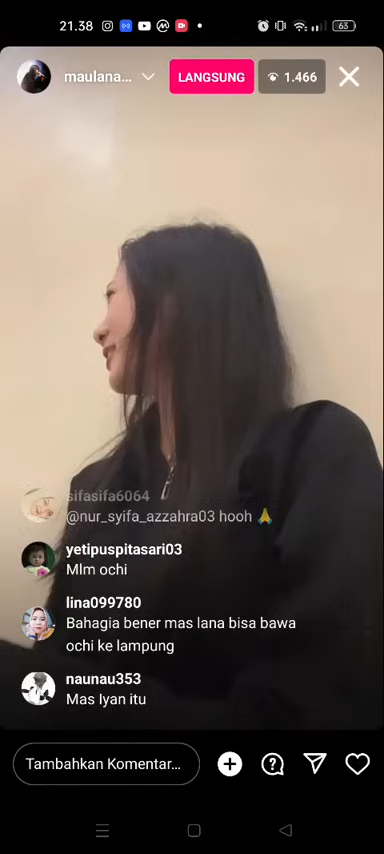 21.38
63
maulana...
LANGSUNG
1.466
sifasifa6064
@nur_syifa_azzahra03 hooh 🙏
yetipuspitasari03
Mlm ochi
lina099780
Bahagia bener mas lana bisa bawa
ochi ke lampung
naunau353
Mas Iyan itu
Tambahkan Komentar...